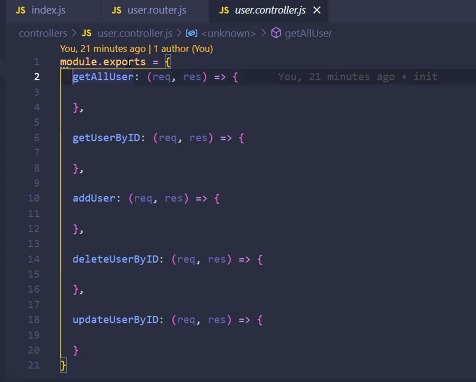 JS index.js JS user.router.js JS user.controller.js ×
controllers > JS user.controller.js > <unknown> > getAllUser
You, 21 minutes ago | 1 author (You)
1 module.exports = {
2 getAllUser: (req, res) => { You, 21 minutes ago • init
3
4 },
5
6 getUserByID: (req, res) => {
7
8 },
9
10 addUser: (req, res) => {
11
12 },
13
14 deleteUserByID: (req, res) => {
15
16 },
17
18 updateUserByID: (req, res) => {
19
20 }
21 }